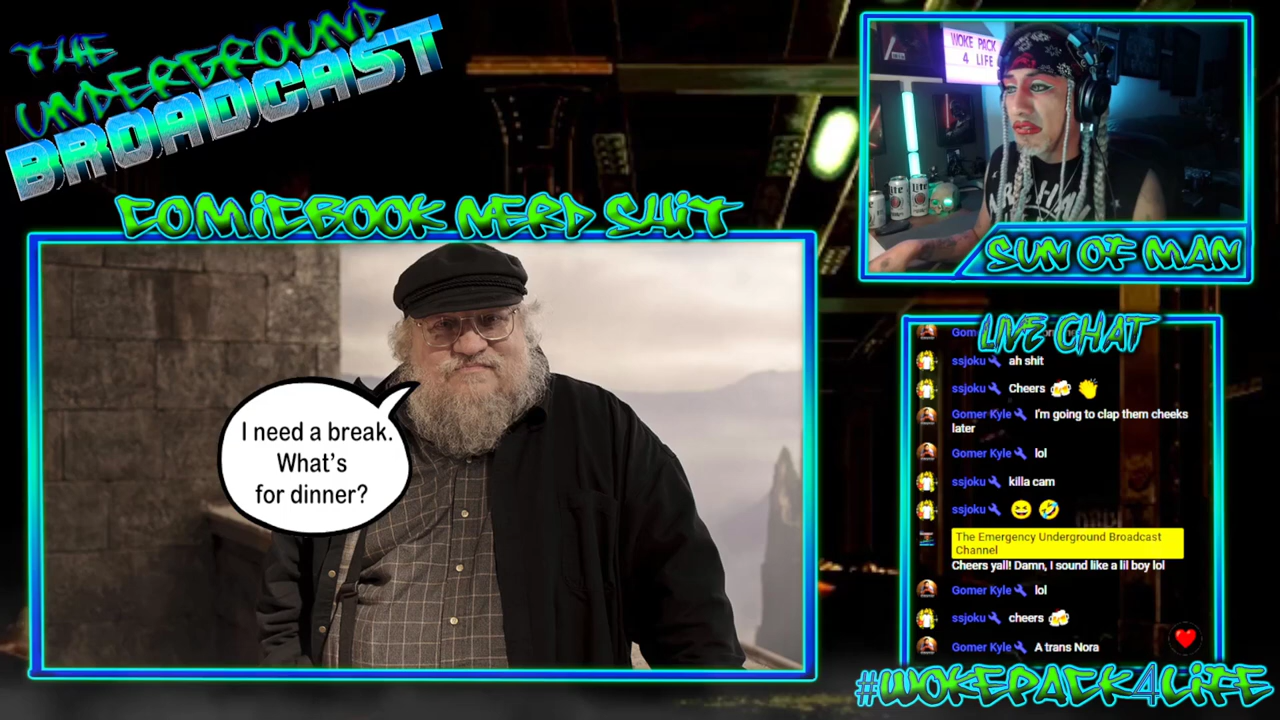 THE
UNDERGROUND
BROADCAST
WOKE PACK
4 LIFE
Lite
Lite
SUN OF MAN
COMICBOOK NERD SHIT
I need a break.
What's
for dinner?
LIVE CHAT
Gom
ssjoku ah shit
ssjoku Cheers 🍻 👏
Gomer Kyle I'm going to clap them cheeks
later
Gomer Kyle lol
ssjoku killa cam
ssjoku 😆 🤣
The Emergency Underground Broadcast
Channel
Cheers yall! Damn, I sound like a lil boy lol
Gomer Kyle lol
ssjoku cheers 🍻
Gomer Kyle A trans Nora
#WOKEPACK4LIFE